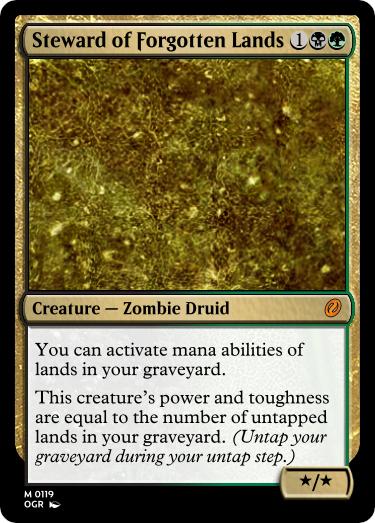 Steward of Forgotten Lands 1
Creature — Zombie Druid
You can activate mana abilities of
lands in your graveyard.
This creature's power and toughness
are equal to the number of untapped
lands in your graveyard. (Untap your
graveyard during your untap step.)
★/★
M 0119
OGR